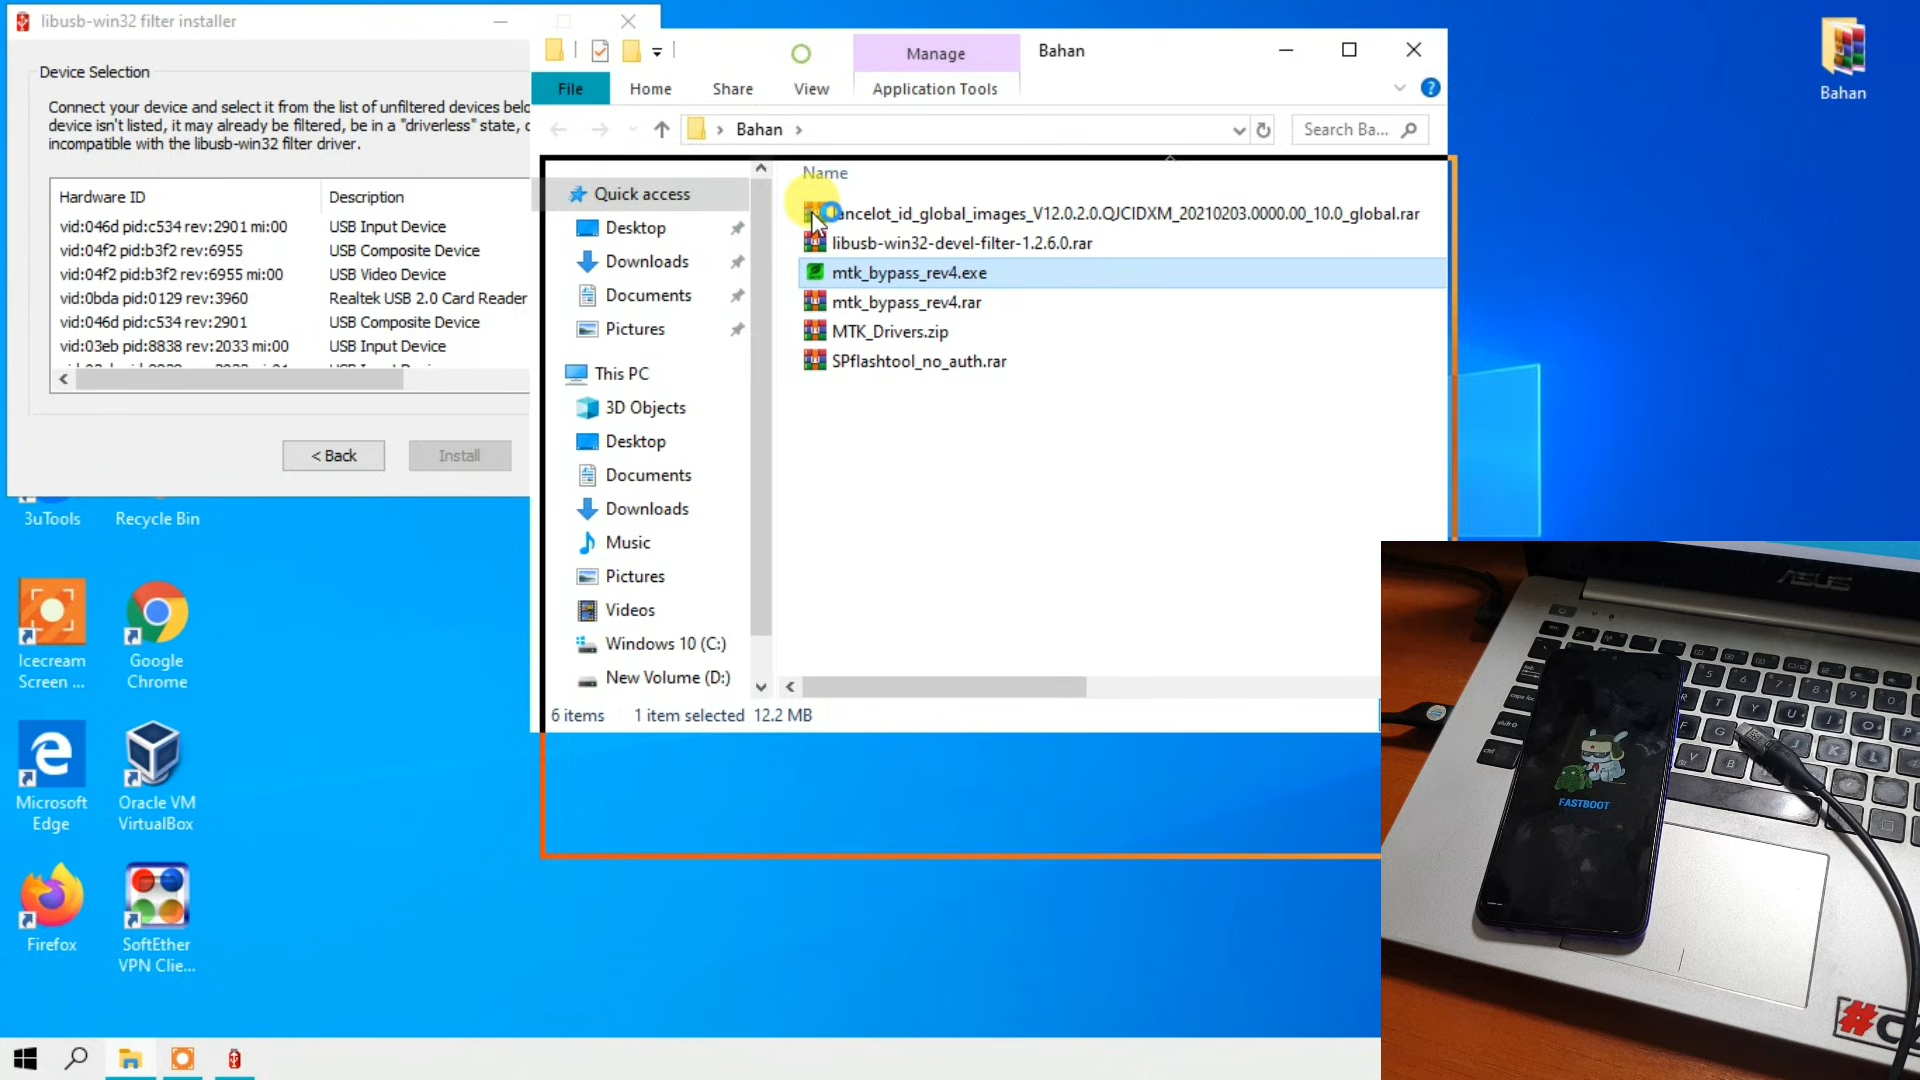 libusb-win32 filter installer
Device Selection
Connect your device and select it from the list of unfiltered devices
device isn't listed, it may already be filtered, be in a "driverless" state,
incompatible with the libusb-win32 filter driver.
Hardware ID Description
vid:046d pid:c534 rev:2901 mi:00 USB Input Device
vid:04f2 pid:b3f2 rev:6955 USB Composite Device
vid:04f2 pid:b3f2 rev:6955 mi:00 USB Video Device
vid:0bda pid:0129 rev:3960 Realtek USB 2.0 Card Reader
vid:046d pid:c534 rev:2901 USB Composite Device
vid:03eb pid:8838 rev:2033 mi:00 USB Input Device
< Back Install
Manage Bahan
File Home Share View Application Tools
Bahan
Search Ba...
Quick access
Desktop
Downloads
Documents
Pictures
This PC
3D Objects
Desktop
Documents
Downloads
Music
Pictures
Videos
Windows 10 (C:)
New Volume (D:)
Name
ancelot_id_global_images_V12.0.2.0.QJCIDXM_20210203.0000.00_10.0_global.rar
libusb-win32-devel-filter-1.2.6.0.rar
mtk_bypass_rev4.exe
mtk_bypass_rev4.rar
MTK_Drivers.zip
SPflashtool_no_auth.rar
6 items 1 item selected 12.2 MB
Bahan
3uTools
Recycle Bin
Icecream
Screen ...
Google
Chrome
Microsoft
Edge
Oracle VM
VirtualBox
Firefox
SoftEther
VPN Clie...
ASUS
FASTBOOT